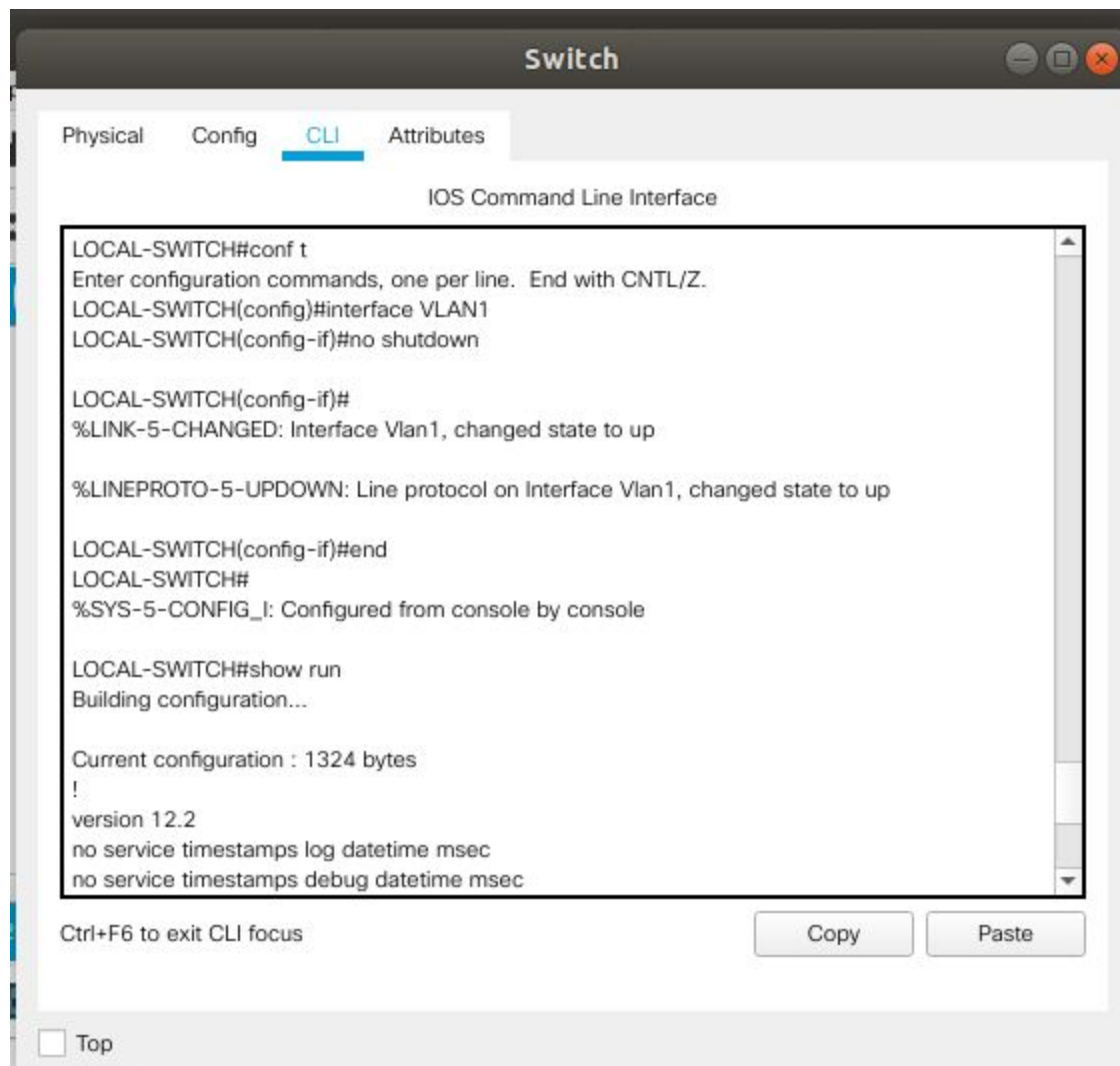 Switch
Physical Config CLI Attributes
IOS Command Line Interface
LOCAL-SWITCH#conf t
Enter configuration commands, one per line.  End with CNTL/Z.
LOCAL-SWITCH(config)#interface VLAN1
LOCAL-SWITCH(config-if)#no shutdown
LOCAL-SWITCH(config-if)#
%LINK-5-CHANGED: Interface Vlan1, changed state to up
%LINEPROTO-5-UPDOWN: Line protocol on Interface Vlan1, changed state to up
LOCAL-SWITCH(config-if)#end
LOCAL-SWITCH#
%SYS-5-CONFIG_I: Configured from console by console
LOCAL-SWITCH#show run
Building configuration...
Current configuration : 1324 bytes
!
version 12.2
no service timestamps log datetime msec
no service timestamps debug datetime msec
Ctrl+F6 to exit CLI focus
Copy Paste
Top